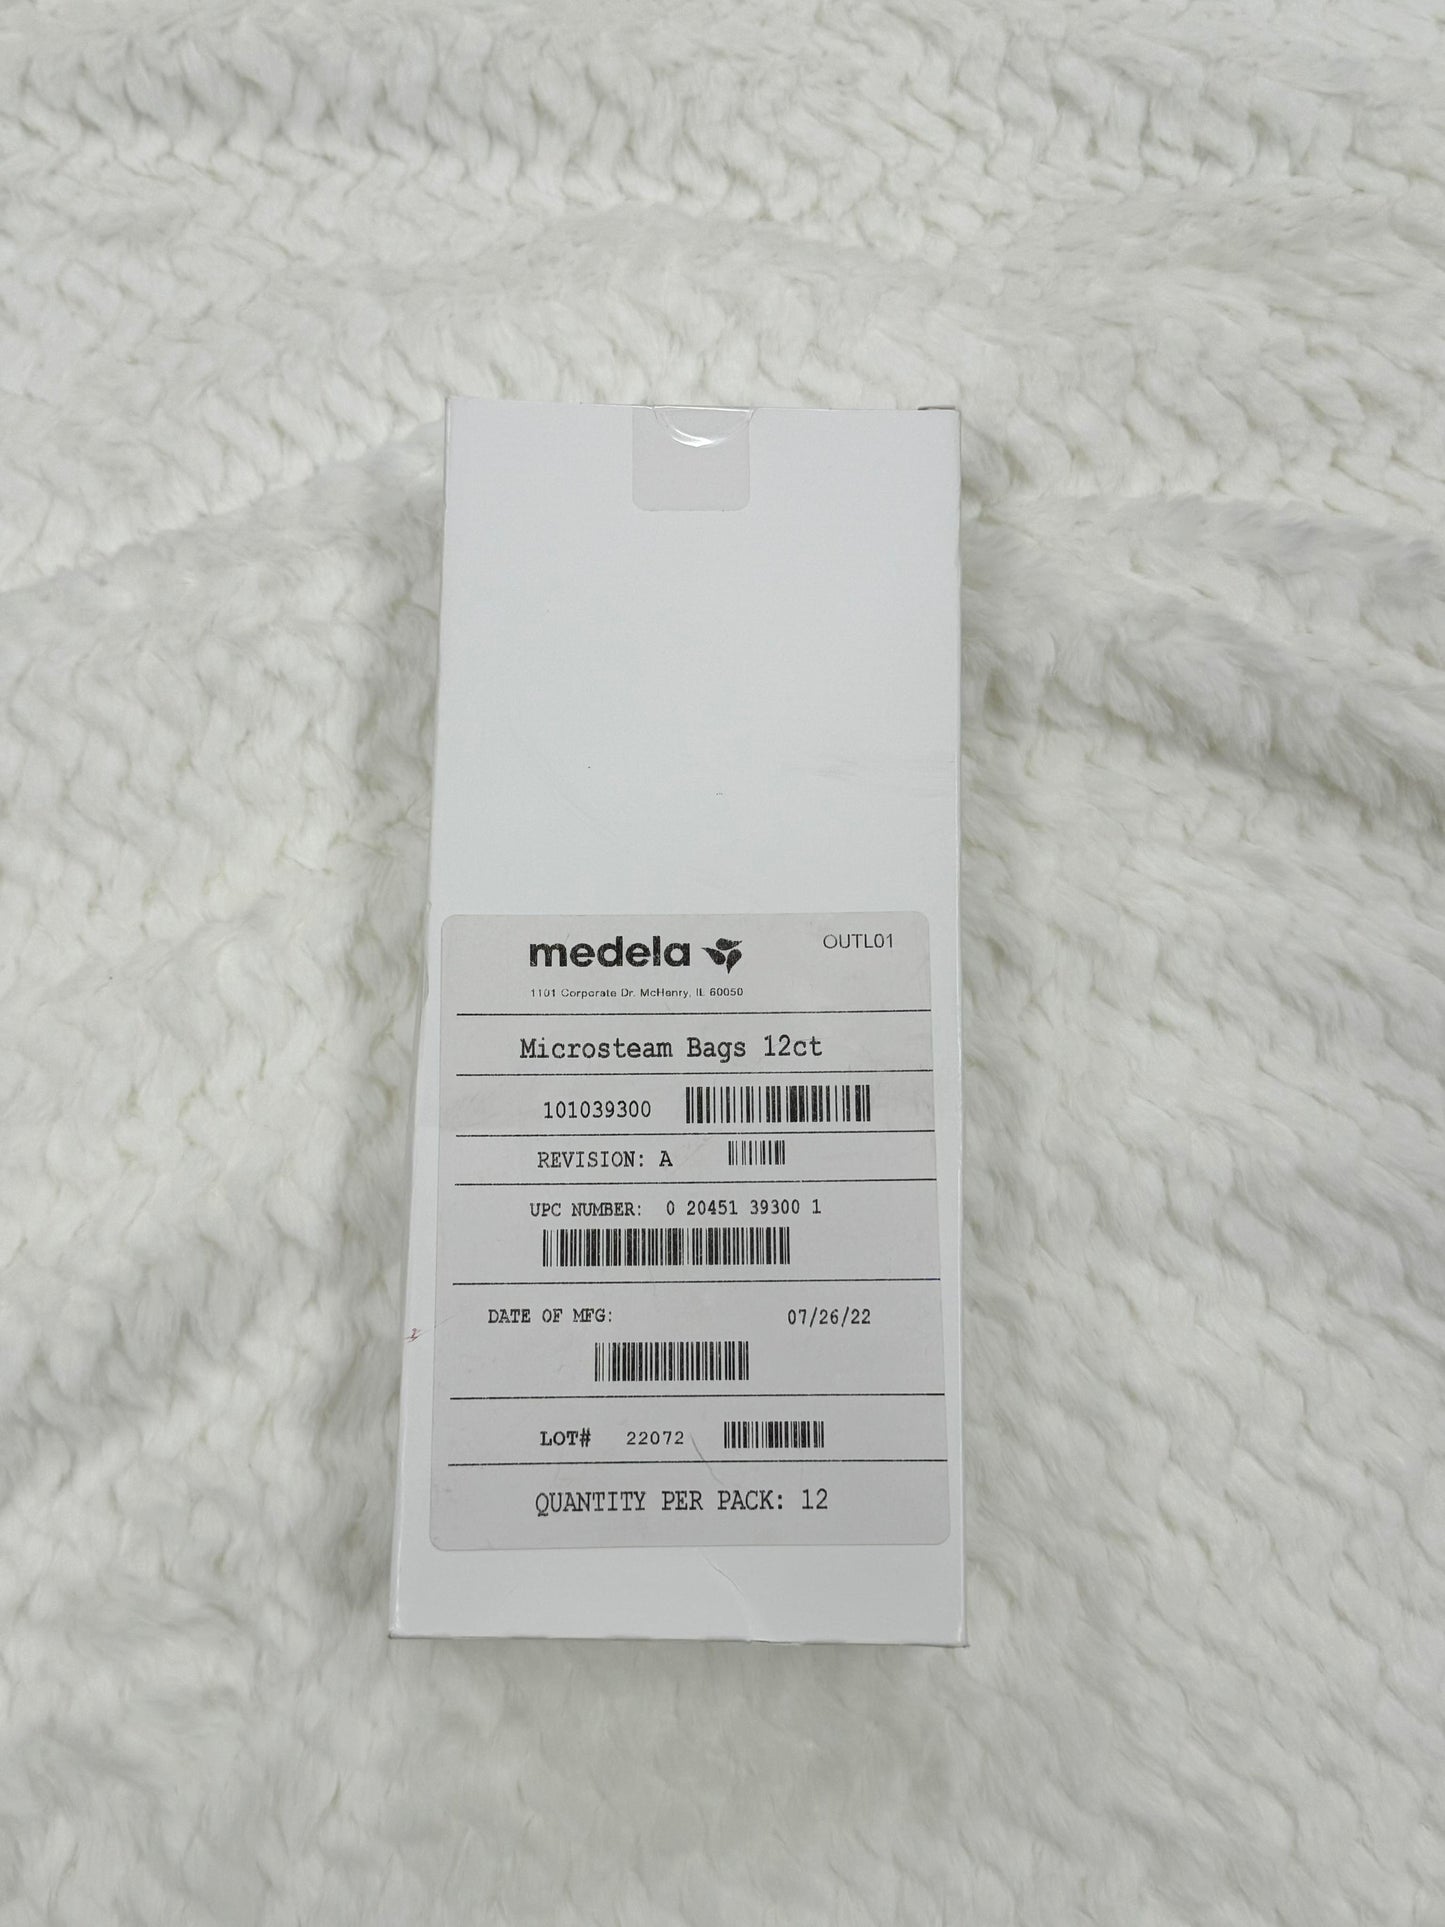 medela
OUTL01
1101 Corporate Dr. McHenry, IL 60050
Microsteam Bags 12ct
101039300
REVISION: A
UPC NUMBER: 0 20451 39300 1
DATE OF MFG: 07/26/22
LOT# 22072
QUANTITY PER PACK: 12